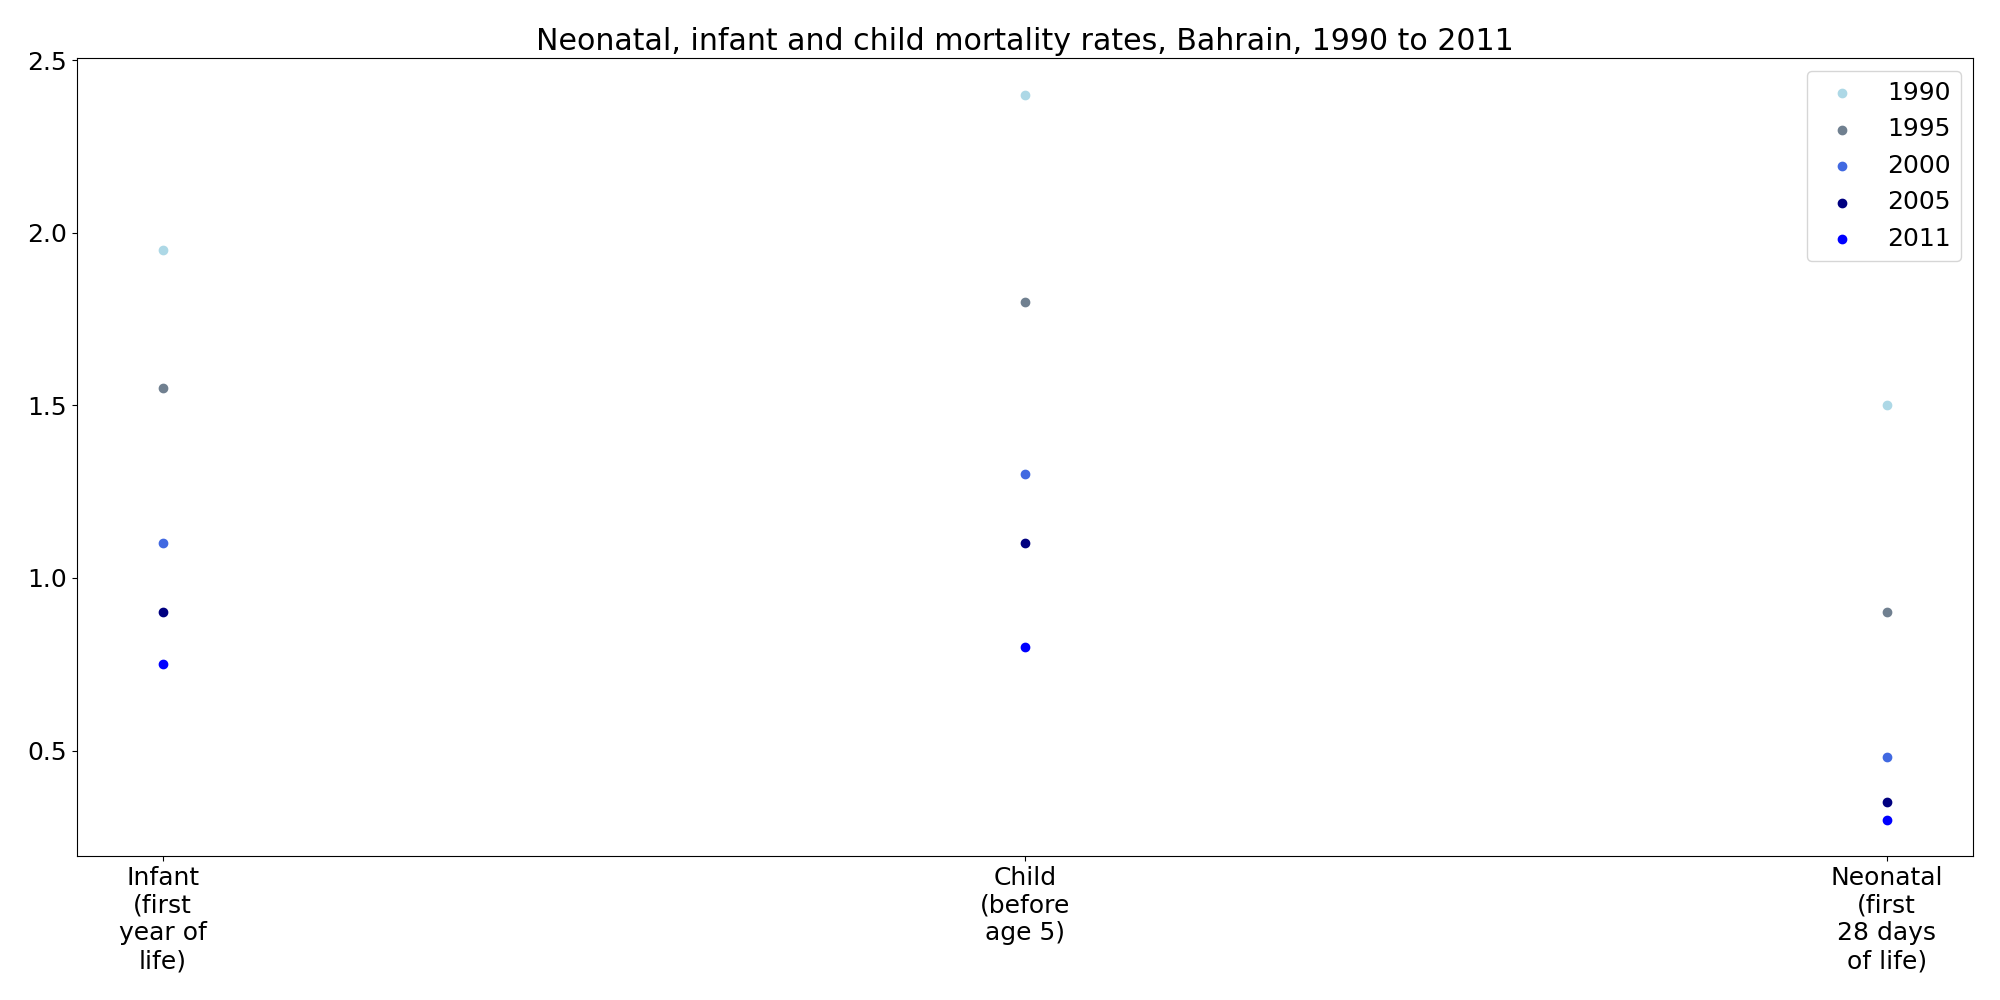 Neonatal, infant and child mortality rates, Bahrain, 1990 to 2011
2.5
2.0
1.5
1.0
0.5
1990
1995
2000
2005
2011
Infant
(first
year of
life)
Child
(before
age 5)
Neonatal
(first
28 days
of life)